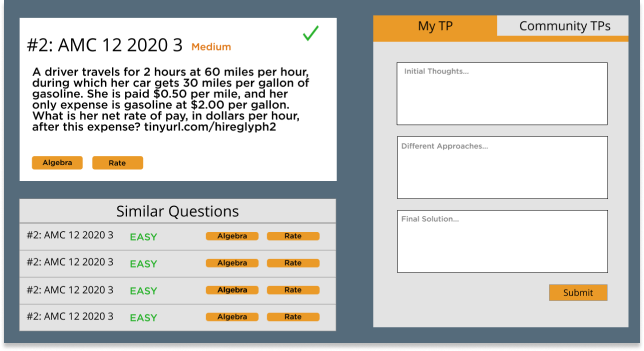 #2: AMC 12 2020 3 Medium
A driver travels for 2 hours at 60 miles per hour,
during which her car gets 30 miles per gallon of
gasoline. She is paid $0.50 per mile, and her
only expense is gasoline at $2.00 per gallon.
What is her net rate of pay, in dollars per hour,
after this expense? tinyurl.com/hireglyph2
Algebra Rate
Similar Questions
#2: AMC 12 2020 3 EASY Algebra Rate
#2: AMC 12 2020 3 EASY Algebra Rate
#2: AMC 12 2020 3 EASY Algebra Rate
#2: AMC 12 2020 3 EASY Algebra Rate
My TP Community TPs
Initial Thoughts...
Different Approaches...
Final Solution...
Submit